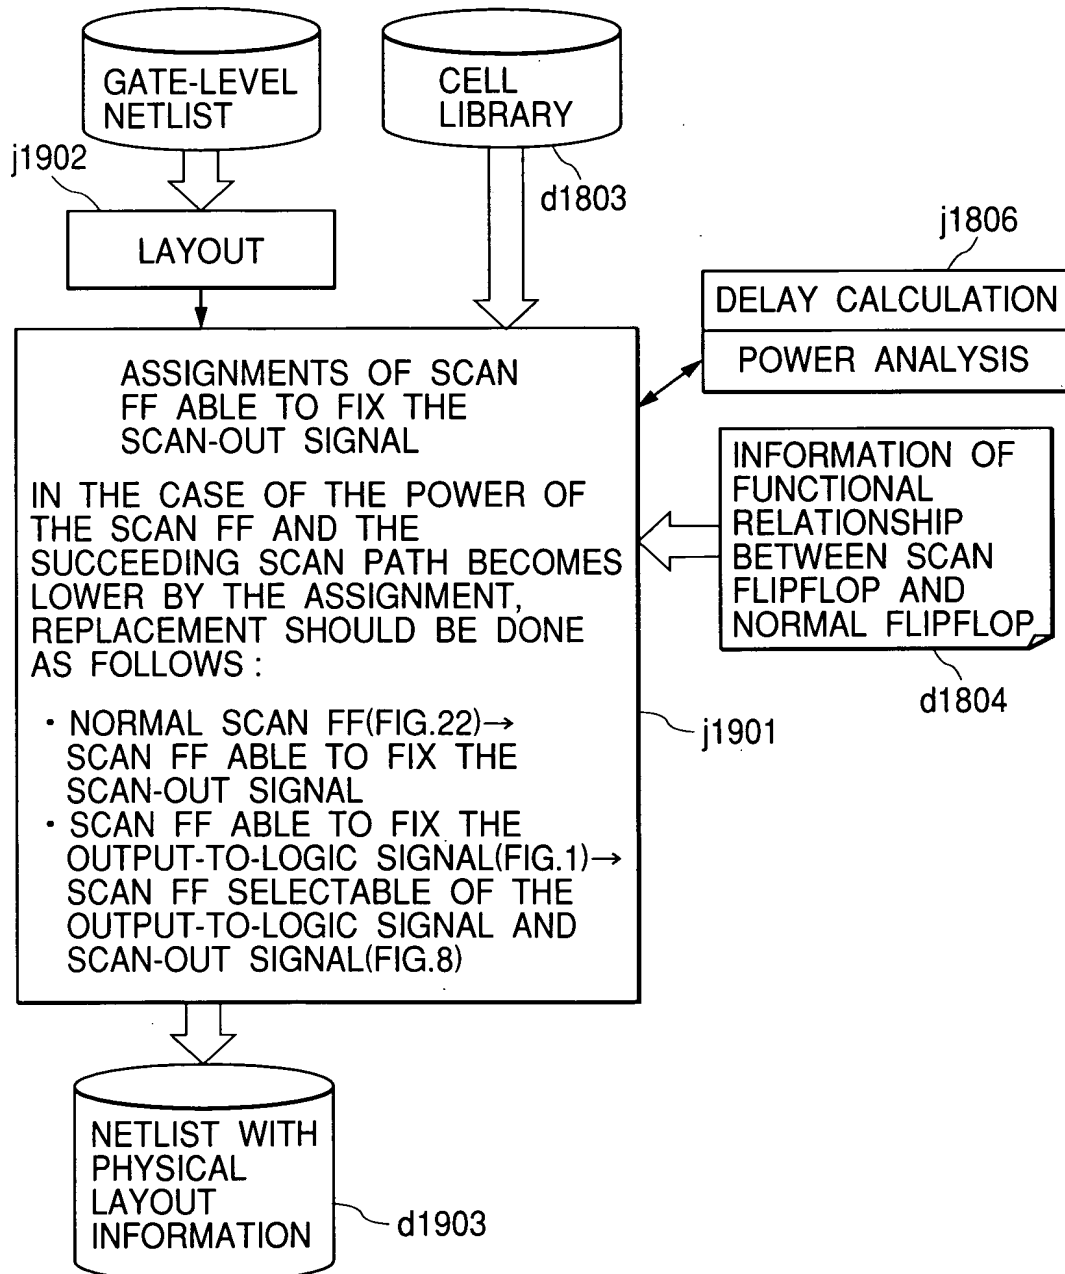 GATE-LEVEL
NETLIST
CELL
LIBRARY
j1902
d1803
LAYOUT
j1806
DELAY CALCULATION
POWER ANALYSIS
ASSIGNMENTS OF SCAN
FF ABLE TO FIX THE
SCAN-OUT SIGNAL
IN THE CASE OF THE POWER OF
THE SCAN FF AND THE
SUCCEEDING SCAN PATH BECOMES
LOWER BY THE ASSIGNMENT,
REPLACEMENT SHOULD BE DONE
AS FOLLOWS :
・NORMAL SCAN FF(FIG.22)→
SCAN FF ABLE TO FIX THE
SCAN-OUT SIGNAL
・SCAN FF ABLE TO FIX THE
OUTPUT-TO-LOGIC SIGNAL(FIG.1)→
SCAN FF SELECTABLE OF THE
OUTPUT-TO-LOGIC SIGNAL AND
SCAN-OUT SIGNAL(FIG.8)
INFORMATION OF
FUNCTIONAL
RELATIONSHIP
BETWEEN SCAN
FLIPFLOP AND
NORMAL FLIPFLOP
d1804
j1901
NETLIST WITH
PHYSICAL
LAYOUT
INFORMATION
d1903